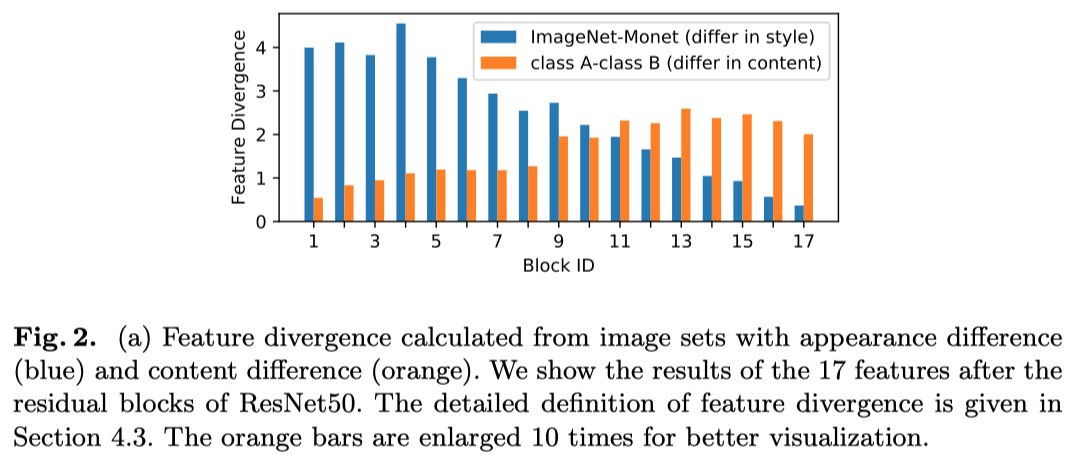 ImageNet-Monet (differ in style)
class A-class B (differ in content)
Feature Divergence
4
3
2
1
0
1 3 5 7 9 11 13 15 17
Block ID
Fig. 2. (a) Feature divergence calculated from image sets with appearance difference
(blue) and content difference (orange). We show the results of the 17 features after the
residual blocks of ResNet50. The detailed definition of feature divergence is given in
Section 4.3. The orange bars are enlarged 10 times for better visualization.